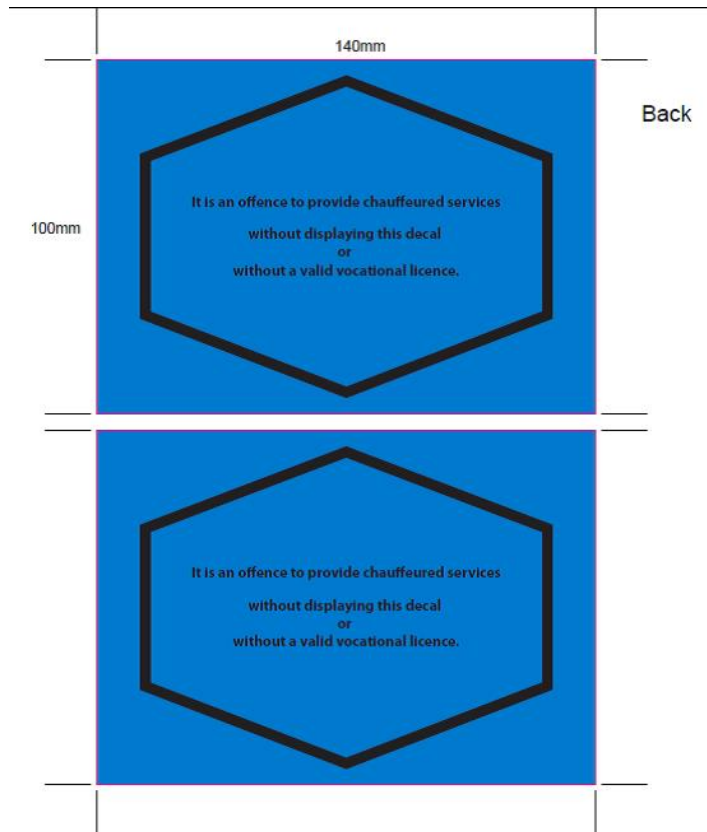 140mm
Back
100mm
It is an offence to provide chauffeured services
without displaying this decal
or
without a valid vocational licence.
It is an offence to provide chauffeured services
without displaying this decal
or
without a valid vocational licence.